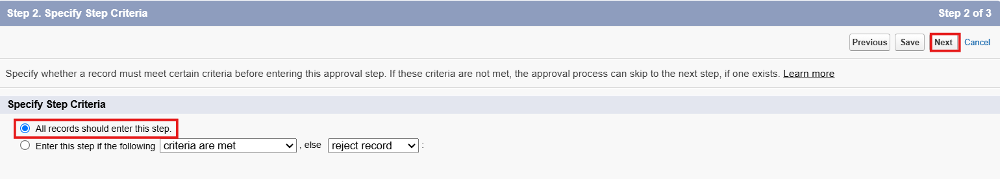 Step 2. Specify Step Criteria Step 2 of 3
Previous Save Next Cancel
Specify whether a record must meet certain criteria before entering this approval step. If these criteria are not met, the approval process can skip to the next step, if one exists. Learn more
Specify Step Criteria
All records should enter this step.
Enter this step if the following criteria are met , else reject record :